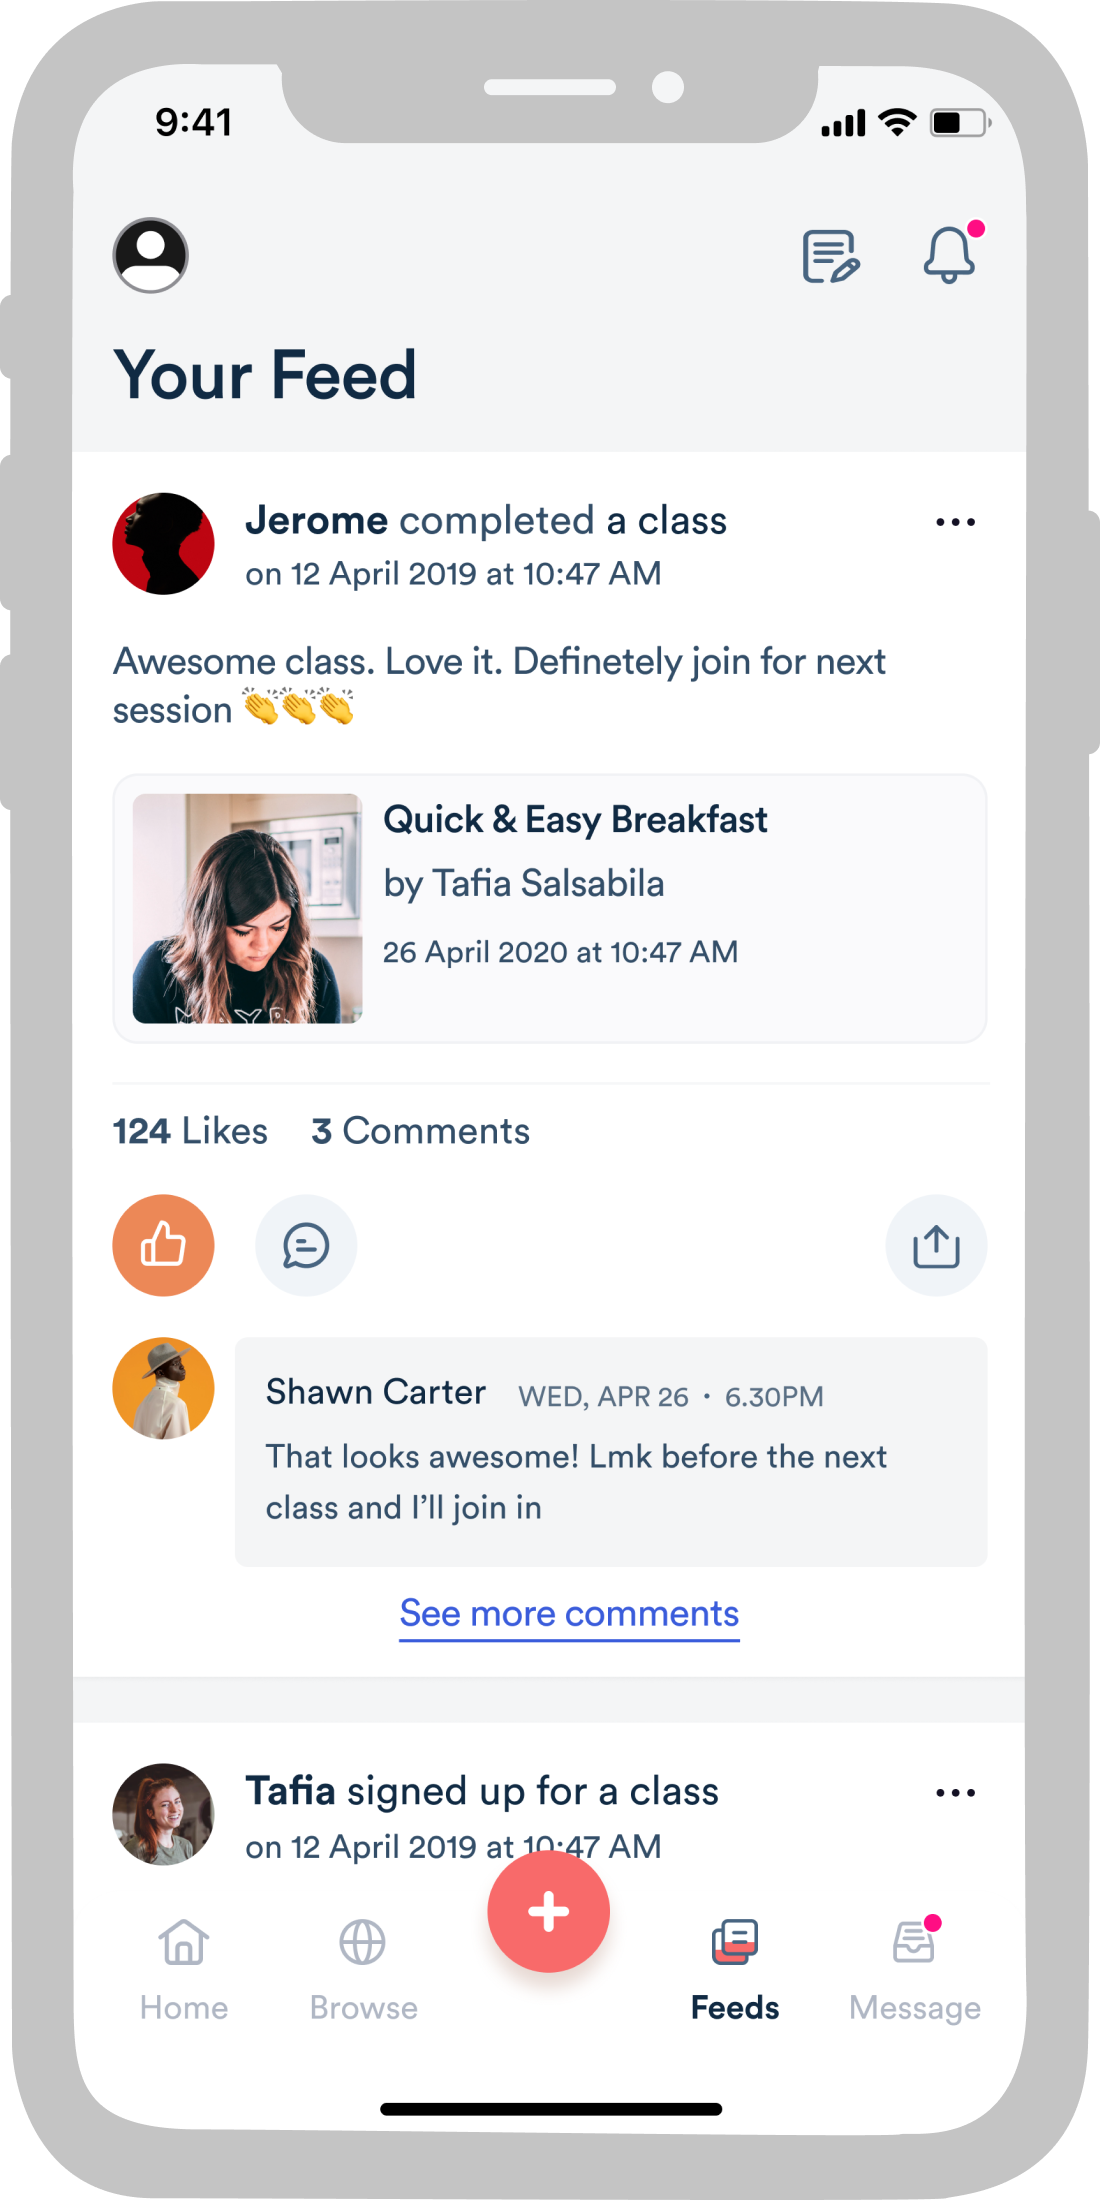 9:41
Your Feed
Jerome completed a class
on 12 April 2019 at 10:47 AM
Awesome class. Love it. Definetely join for next
session 👏👏👏
Quick & Easy Breakfast
by Tafia Salsabila
26 April 2020 at 10:47 AM
124 Likes 3 Comments
Shawn Carter WED, APR 26 • 6.30PM
That looks awesome! Lmk before the next
class and I’ll join in
See more comments
Tafia signed up for a class
on 12 April 2019 at 10:47 AM
Home Browse Feeds Message